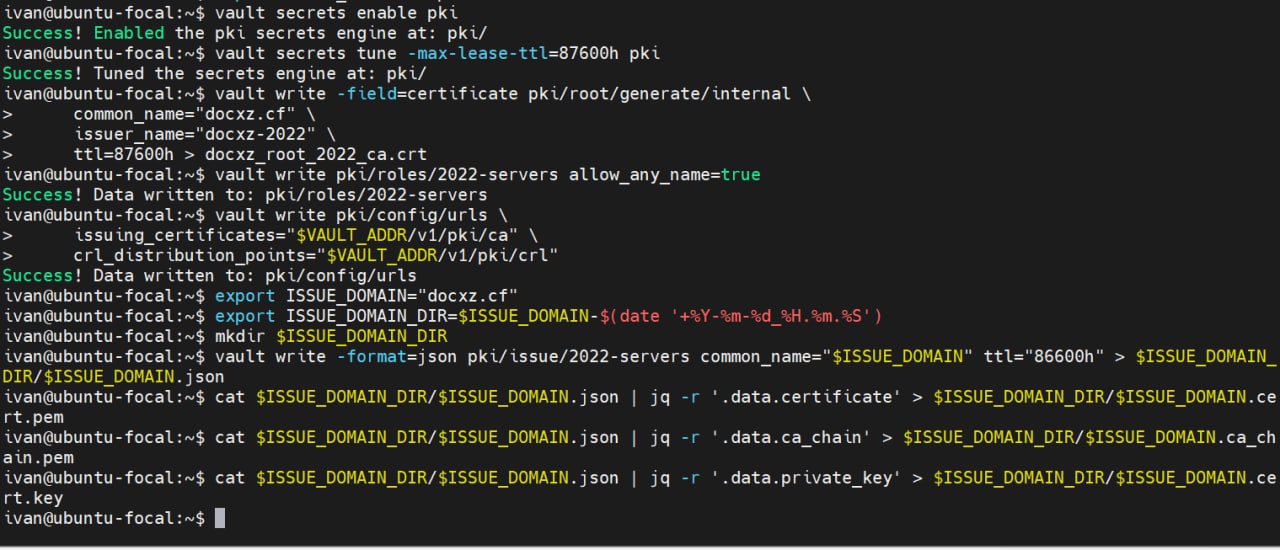 ivan@ubuntu-focal:~$ vault secrets enable pki
Success! Enabled the pki secrets engine at: pki/
ivan@ubuntu-focal:~$ vault secrets tune -max-lease-ttl=87600h pki
Success! Tuned the secrets engine at: pki/
ivan@ubuntu-focal:~$ vault write -field=certificate pki/root/generate/internal \
>      common_name="docxz.cf" \
>      issuer_name="docxz-2022" \
>      ttl=87600h > docxz_root_2022_ca.crt
ivan@ubuntu-focal:~$ vault write pki/roles/2022-servers allow_any_name=true
Success! Data written to: pki/roles/2022-servers
ivan@ubuntu-focal:~$ vault write pki/config/urls \
>      issuing_certificates="$VAULT_ADDR/v1/pki/ca" \
>      crl_distribution_points="$VAULT_ADDR/v1/pki/crl"
Success! Data written to: pki/config/urls
ivan@ubuntu-focal:~$ export ISSUE_DOMAIN="docxz.cf"
ivan@ubuntu-focal:~$ export ISSUE_DOMAIN_DIR=$ISSUE_DOMAIN-$(date '+%Y-%m-%d_%H.%m.%S')
ivan@ubuntu-focal:~$ mkdir $ISSUE_DOMAIN_DIR
ivan@ubuntu-focal:~$ vault write -format=json pki/issue/2022-servers common_name="$ISSUE_DOMAIN" ttl="86600h" > $ISSUE_DOMAIN_
DIR/$ISSUE_DOMAIN.json
ivan@ubuntu-focal:~$ cat $ISSUE_DOMAIN_DIR/$ISSUE_DOMAIN.json | jq -r '.data.certificate' > $ISSUE_DOMAIN_DIR/$ISSUE_DOMAIN.ce
rt.pem
ivan@ubuntu-focal:~$ cat $ISSUE_DOMAIN_DIR/$ISSUE_DOMAIN.json | jq -r '.data.ca_chain' > $ISSUE_DOMAIN_DIR/$ISSUE_DOMAIN.ca_ch
ain.pem
ivan@ubuntu-focal:~$ cat $ISSUE_DOMAIN_DIR/$ISSUE_DOMAIN.json | jq -r '.data.private_key' > $ISSUE_DOMAIN_DIR/$ISSUE_DOMAIN.ce
rt.key
ivan@ubuntu-focal:~$